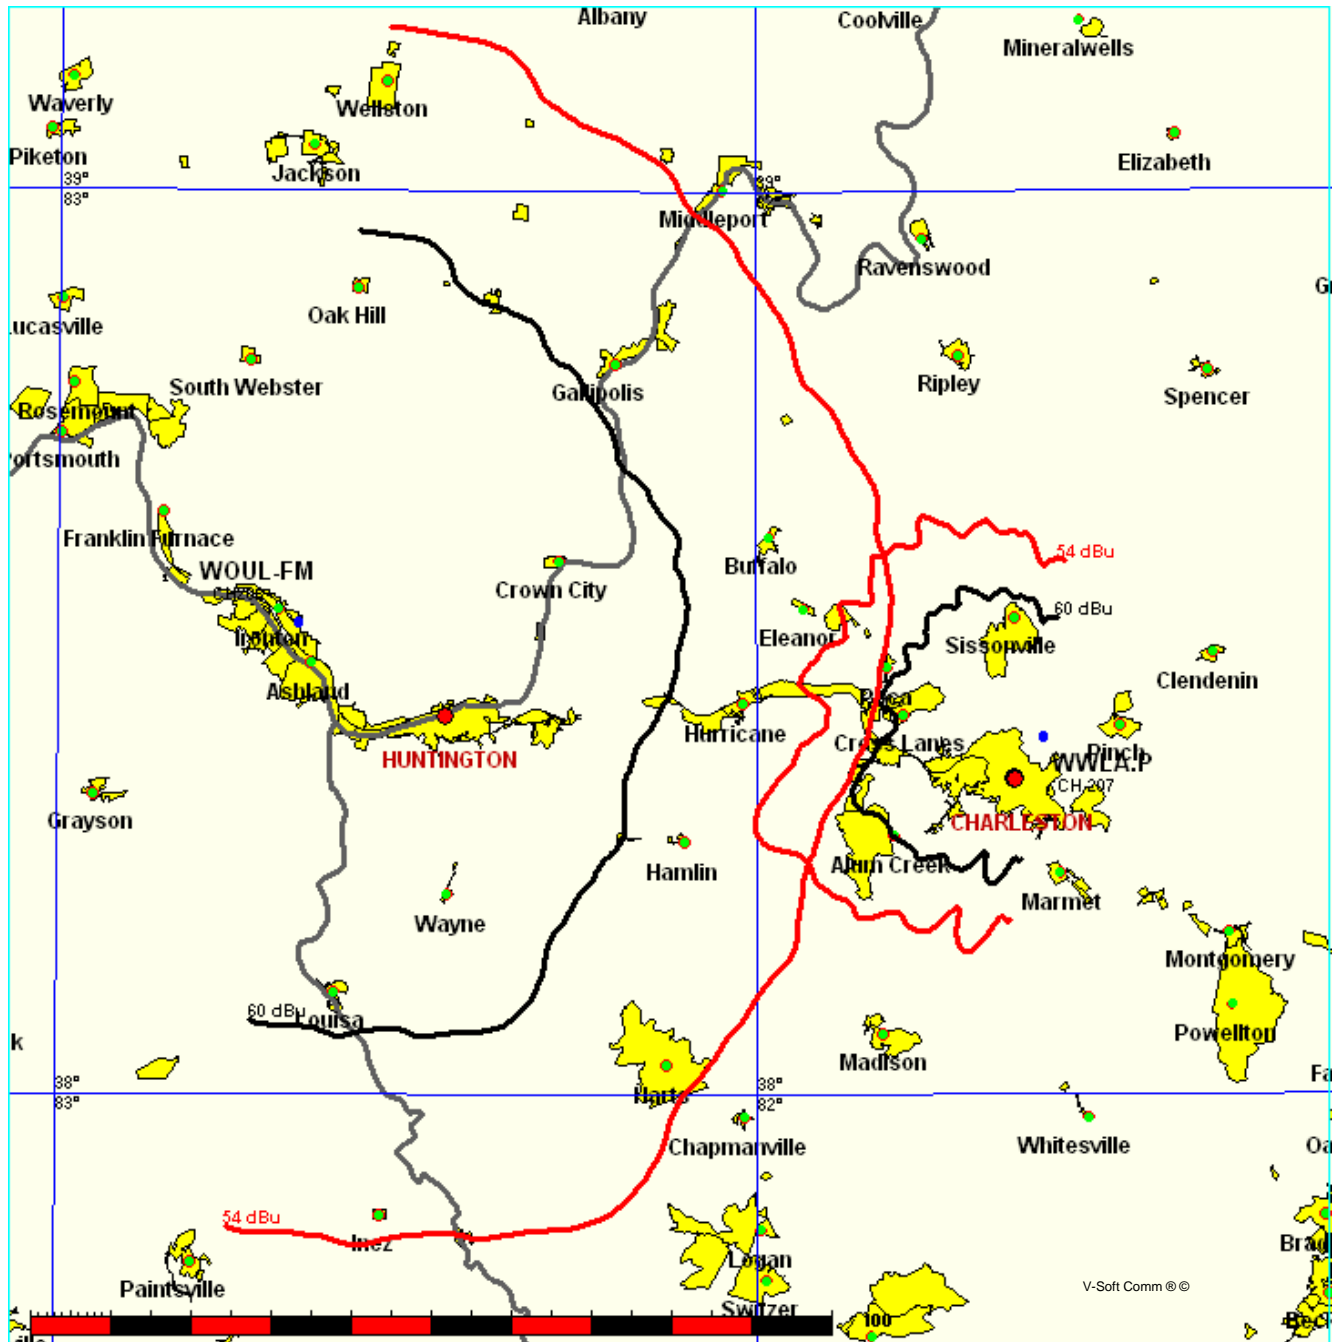 Albany
Coolville
Mineralwells
Waverly
Wellston
Piketon
Jackson
Elizabeth
39°
83°
39°
Middleport
Ravenswood
Oak Hill
South Webster
Gallipolis
Ripley
Spencer
Rosemount
Franklin Furnace
WOUL-FM
Crown City
Buffalo
54 dBu
60 dBu
Ironton
Eleanor
Sissonville
Ashland
Poca
Clendenin
Hurricane
Cross Lanes
Pinch
HUNTINGTON
WWLA.P
CH 207
Grayson
CHARLESTON
Hamlin
Alum Creek
Marmet
Wayne
Montgomery
60 dBu
Louisa
Powellton
k
Madison
38°
83°
38°
82°
Harts
Chapmanville
Whitesville
54 dBu
Inez
Logan
Paintsville
Switzer
V-Soft Comm ® ©
100